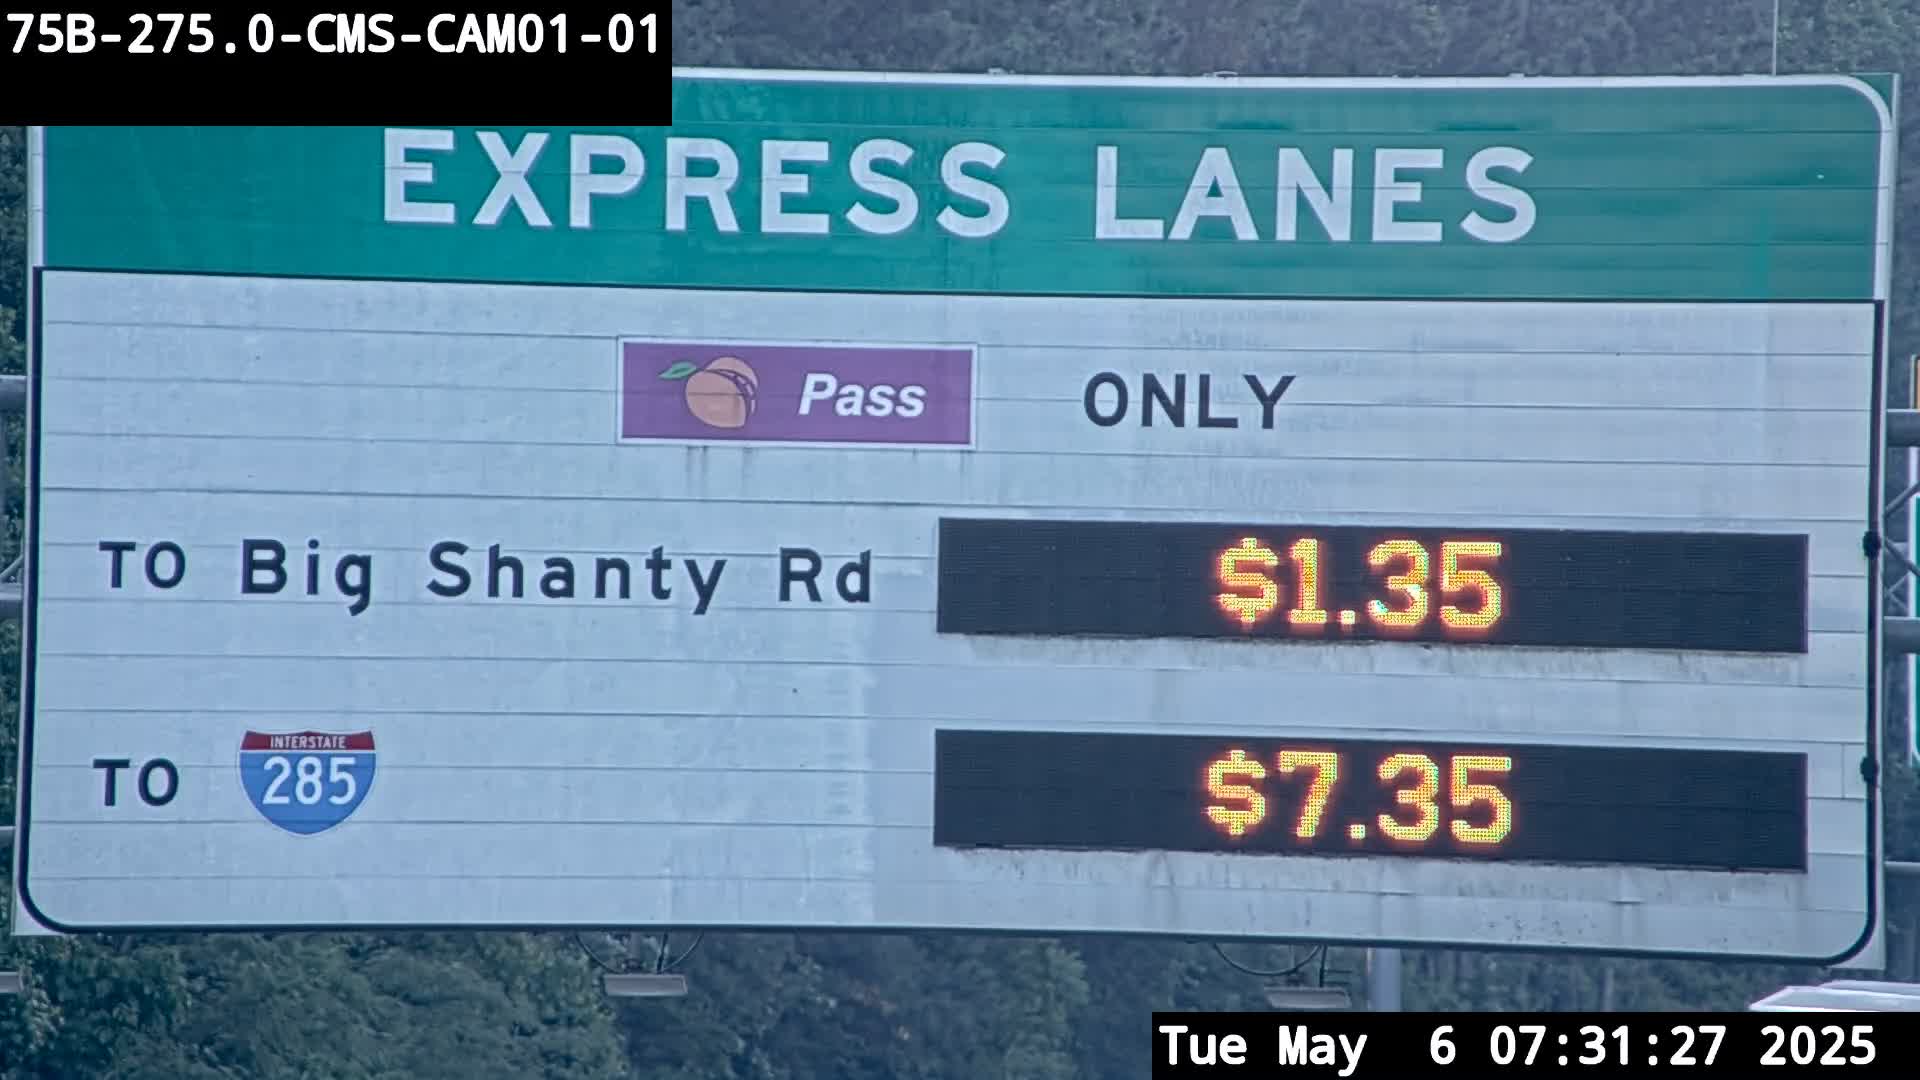 75B-275.0-CMS-CAM01-01
EXPRESS LANES
Pass ONLY
TO Big Shanty Rd $1.35
INTERSTATE
TO 285 $7.35
Tue May 6 07:31:27 2025